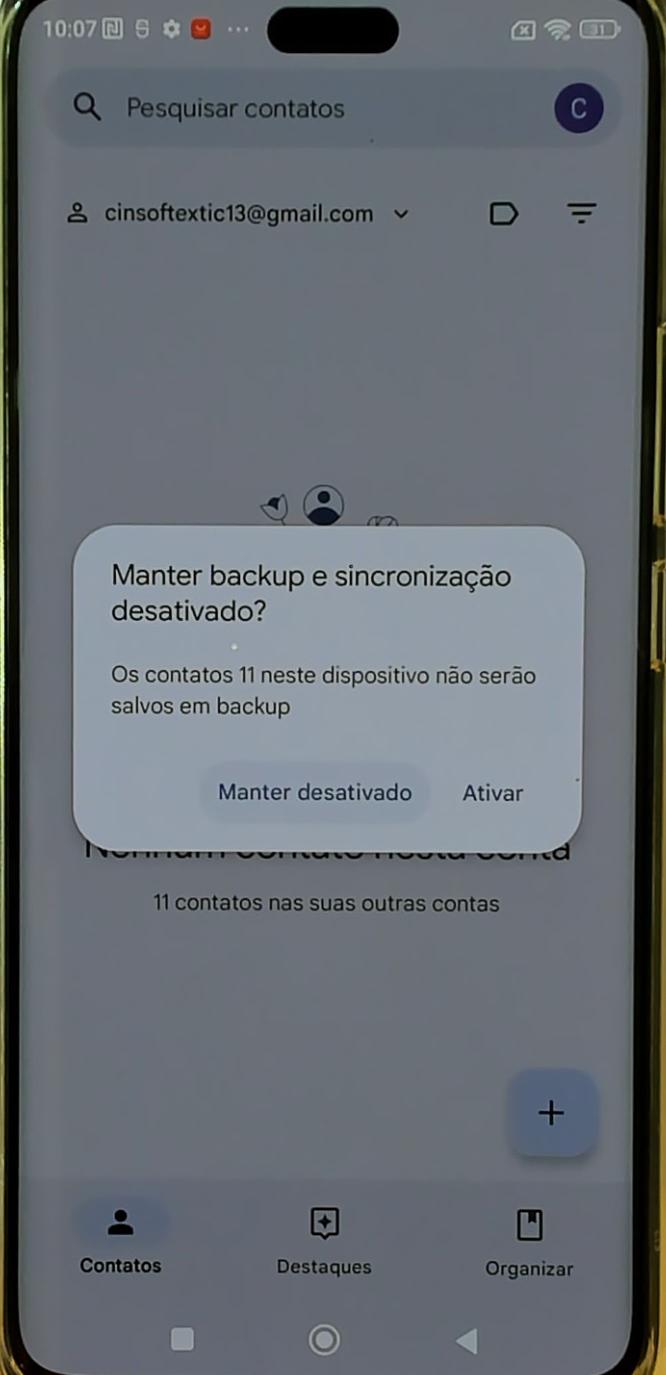 10:07
31
Pesquisar contatos
C
cinsoftextic13@gmail.com
Manter backup e sincronização
desativado?
Os contatos 11 neste dispositivo não serão
salvos em backup
Manter desativado Ativar
Nenhum contato nesta conta
11 contatos nas suas outras contas
Contatos Destaques Organizar